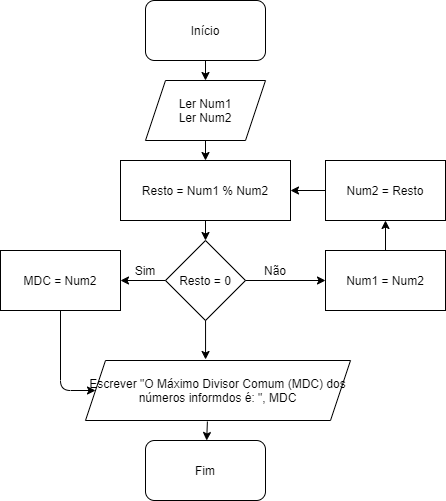 Início
Ler Num1
Ler Num2
Resto = Num1 % Num2
Num2 = Resto
MDC = Num2
Sim
Resto = 0
Não
Num1 = Num2
Escrever "O Máximo Divisor Comum (MDC) dos
números informdos é: ", MDC
Fim